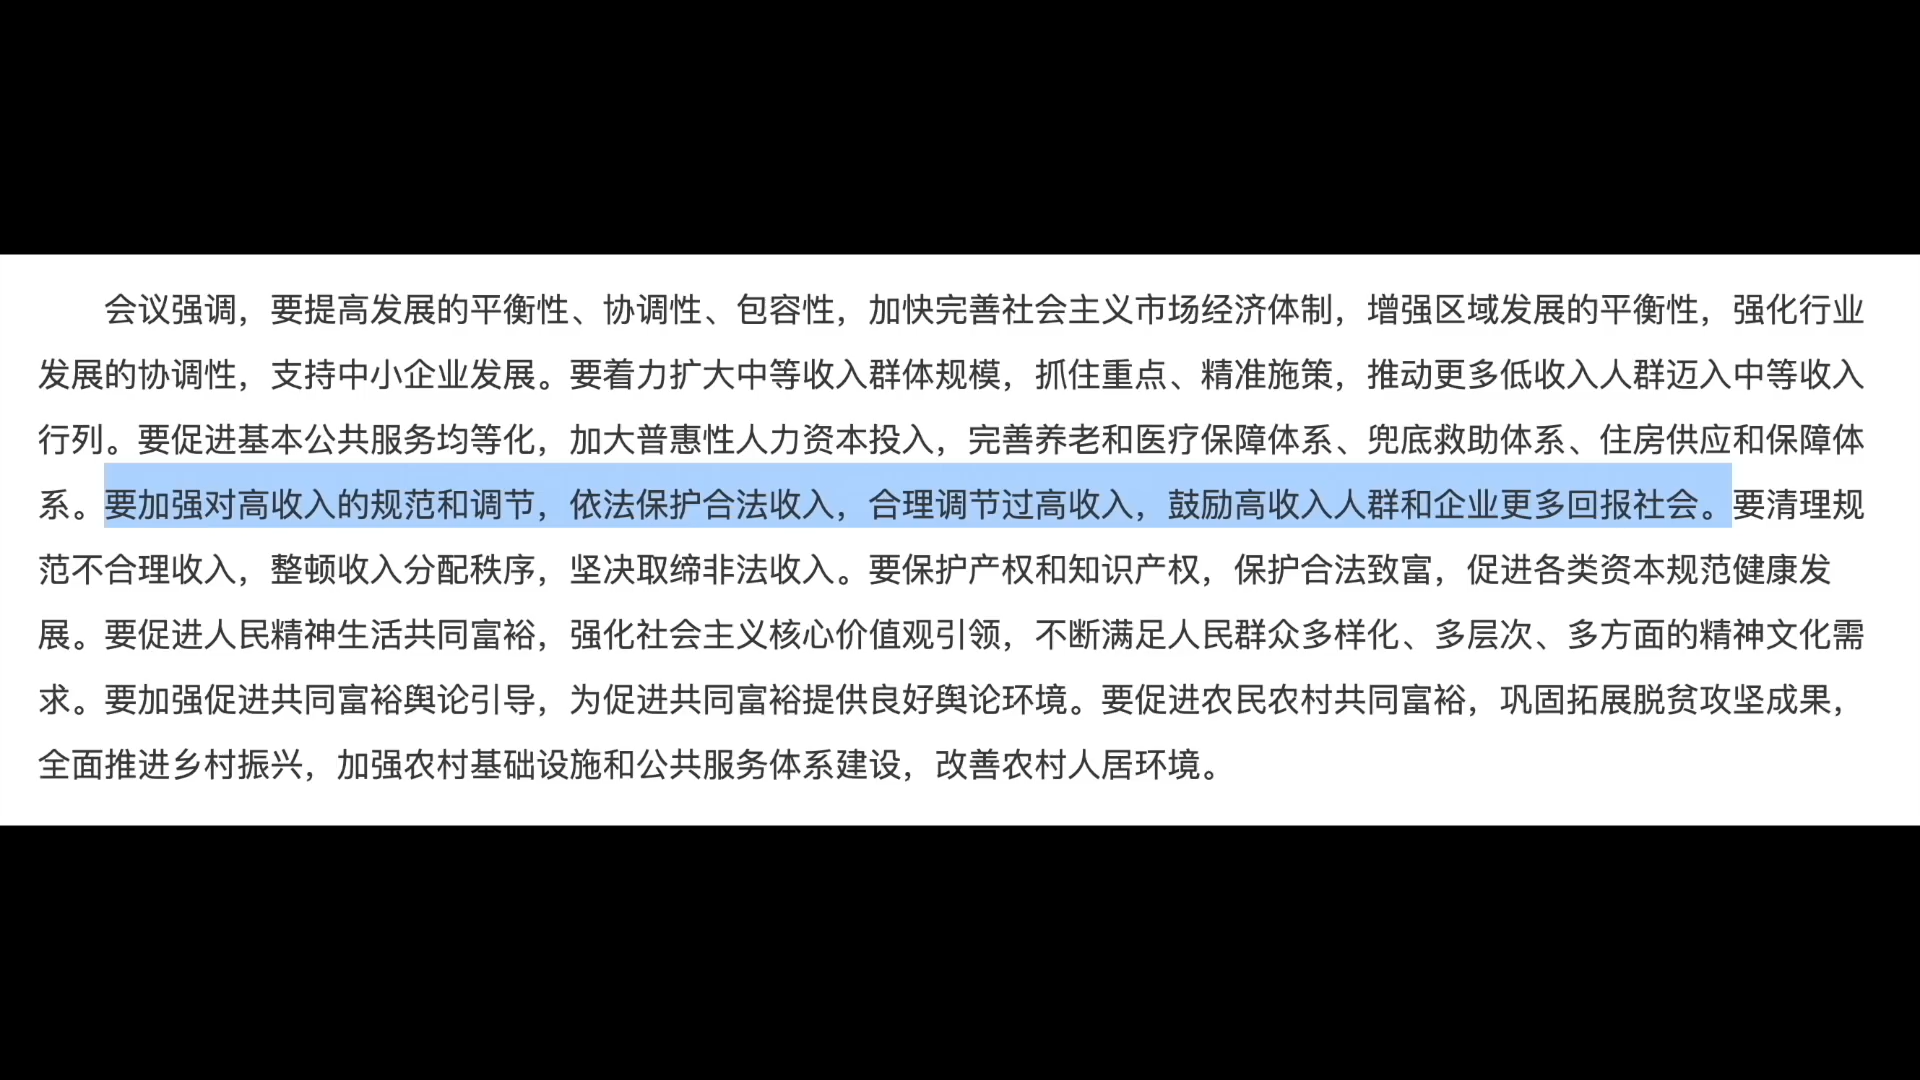 会议强调，要提高发展的平衡性、协调性、包容性，加快完善社会主义市场经济体制，增强区域发展的平衡性，强化行业
发展的协调性，支持中小企业发展。要着力扩大中等收入群体规模，抓住重点、精准施策，推动更多低收入人群迈入中等收入
行列。要促进基本公共服务均等化，加大普惠性人力资本投入，完善养老和医疗保障体系、兜底救助体系、住房供应和保障体
系。要加强对高收入的规范和调节，依法保护合法收入，合理调节过高收入，鼓励高收入人群和企业更多回报社会。要清理规
范不合理收入，整顿收入分配秩序，坚决取缔非法收入。要保护产权和知识产权，保护合法致富，促进各类资本规范健康发
展。要促进人民精神生活共同富裕，强化社会主义核心价值观引领，不断满足人民群众多样化、多层次、多方面的精神文化需
求。要加强促进共同富裕舆论引导，为促进共同富裕提供良好舆论环境。要促进农民农村共同富裕，巩固拓展脱贫攻坚成果，
全面推进乡村振兴，加强农村基础设施和公共服务体系建设，改善农村人居环境。